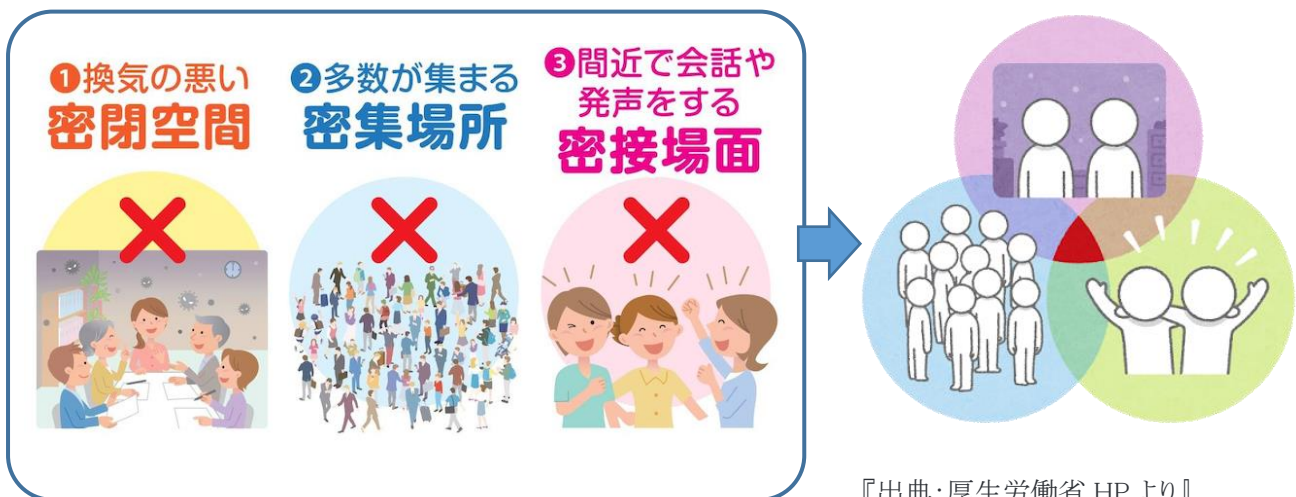 ❶換気の悪い
密閉空間
❷多数が集まる
密集場所
❸間近で会話や
発声をする
密接場面
『出典：厚生労働省 HP より』